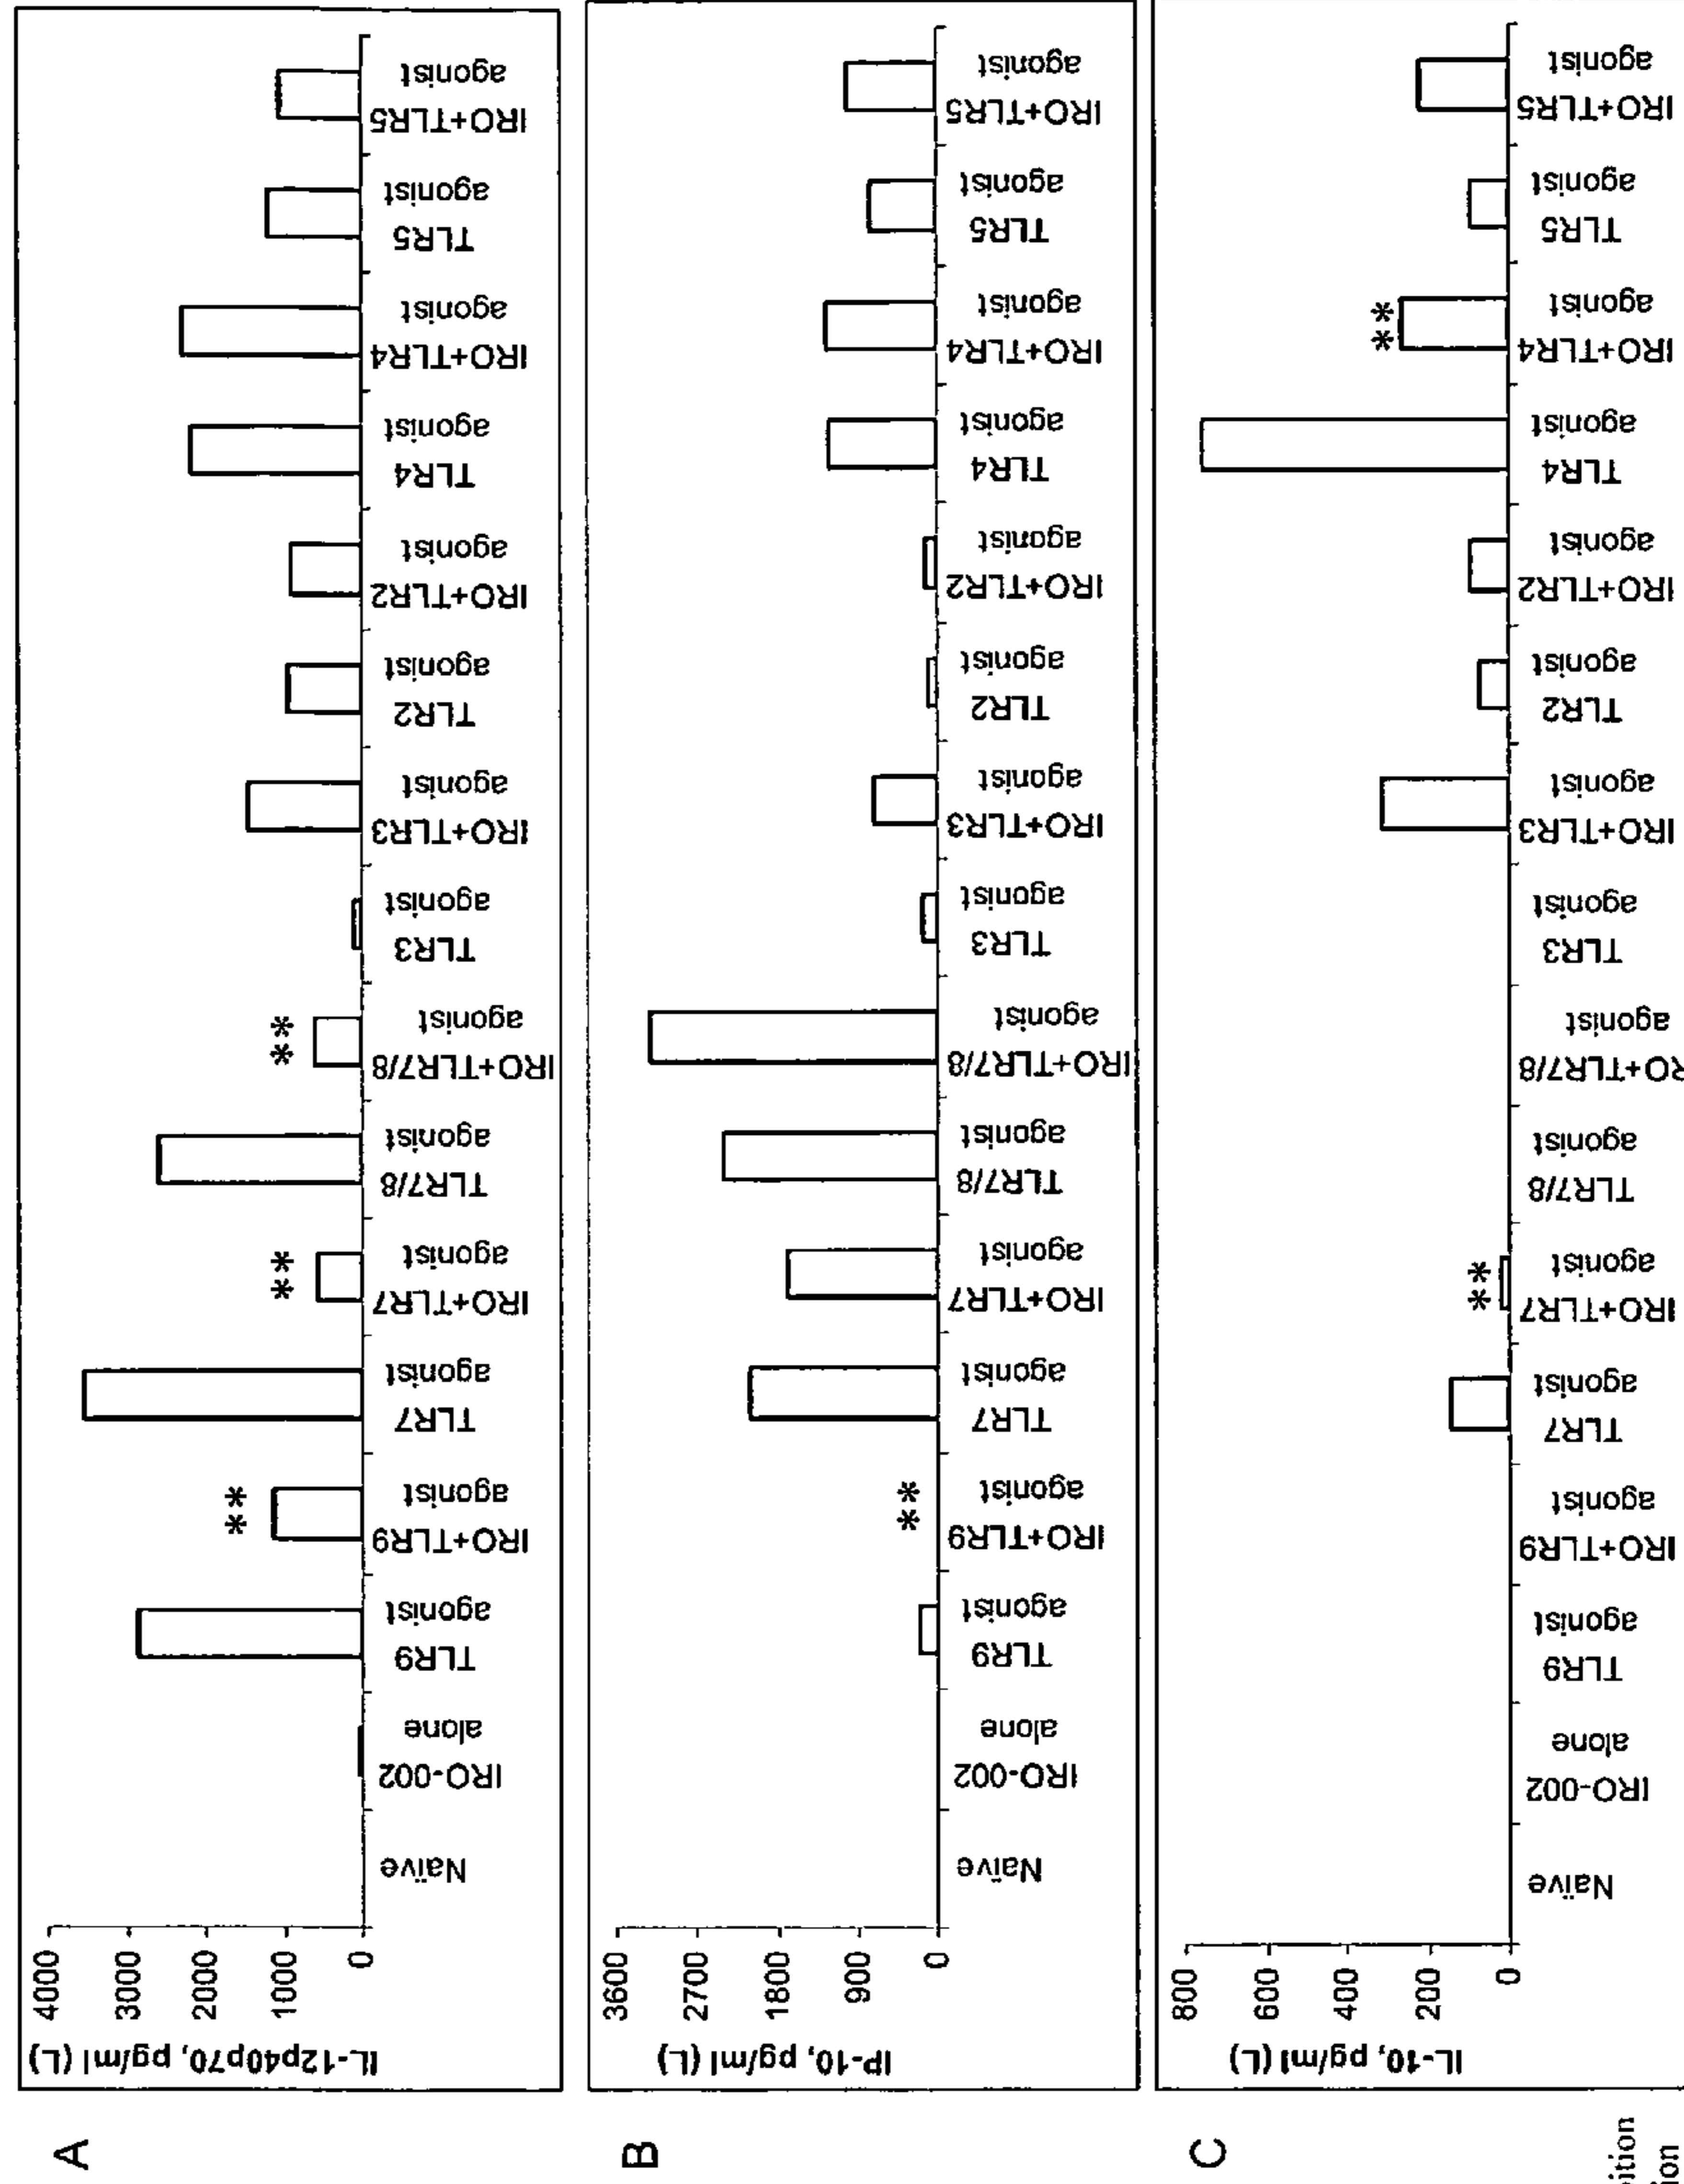 A
IL-12p40p70, pg/ml (L)
4000
3000
2000
1000
0
**
**
**
Naïve
IRO-002
alone
TLR9
agonist
IRO+TLR9
agonist
TLR7
agonist
IRO+TLR7
agonist
TLR7/8
agonist
IRO+TLR7/8
agonist
TLR3
agonist
IRO+TLR3
agonist
TLR2
agonist
IRO+TLR2
agonist
TLR4
agonist
IRO+TLR4
agonist
TLR5
agonist
IRO+TLR5
agonist
B
IP-10, pg/ml (L)
3600
2700
1800
900
0
**
Naïve
IRO-002
alone
TLR9
agonist
IRO+TLR9
agonist
TLR7
agonist
IRO+TLR7
agonist
TLR7/8
agonist
IRO+TLR7/8
agonist
TLR3
agonist
IRO+TLR3
agonist
TLR2
agonist
IRO+TLR2
agonist
TLR4
agonist
IRO+TLR4
agonist
TLR5
agonist
IRO+TLR5
agonist
C
IL-10, pg/ml (L)
800
600
400
200
0
**
**
Naïve
IRO-002
alone
TLR9
agonist
IRO+TLR9
agonist
TLR7
agonist
IRO+TLR7
agonist
TLR7/8
agonist
RO+TLR7/8
agonist
TLR3
agonist
IRO+TLR3
agonist
TLR2
agonist
IRO+TLR2
agonist
TLR4
agonist
IRO+TLR4
agonist
TLR5
agonist
IRO+TLR5
agonist